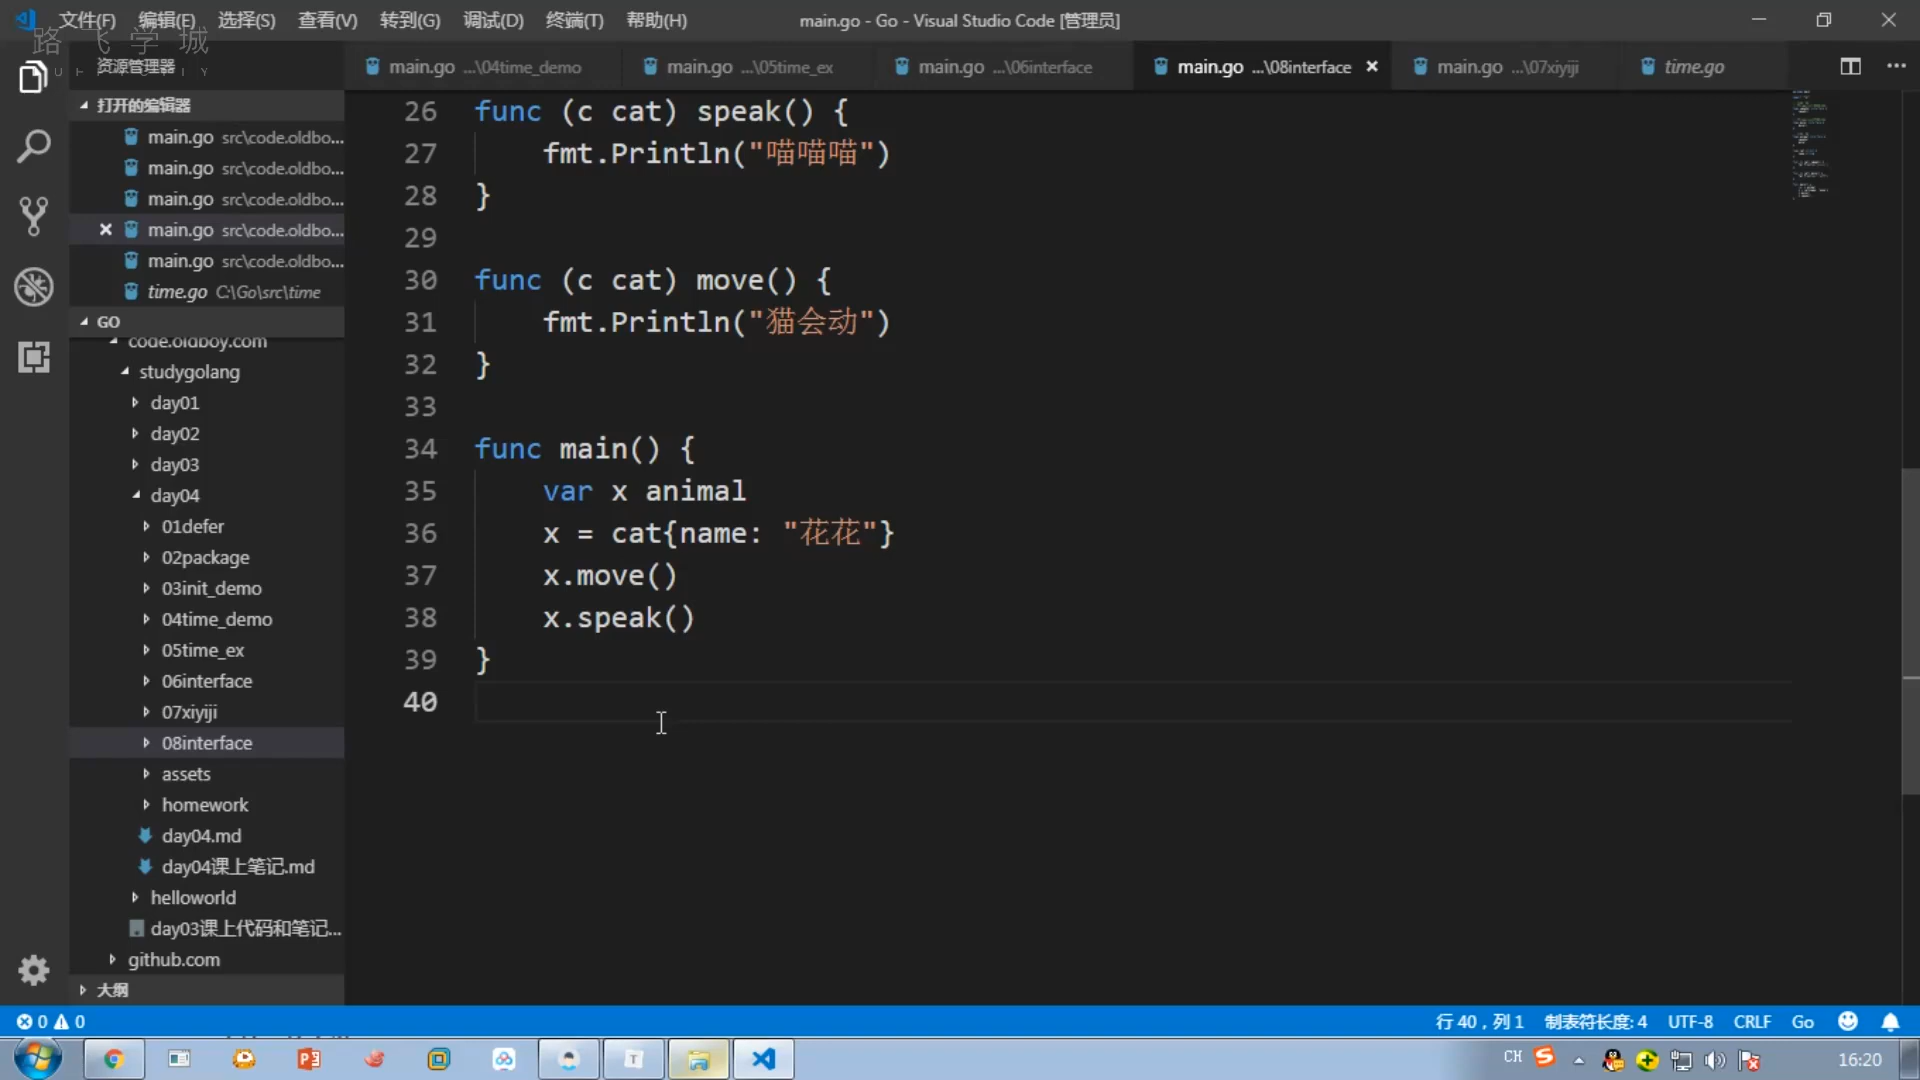 文件(F) 编辑(E) 选择(S) 查看(V) 转到(G) 调试(D) 终端(T) 帮助(H) main.go - Go - Visual Studio Code [管理员]
路飞学城
资源管理器
main.go ...\04time_demo main.go ...\05time_ex main.go ...\06interface main.go ...\08interface main.go ...\07xiyiji time.go
打开的编辑器
main.go src\code.oldbo...
main.go src\code.oldbo...
main.go src\code.oldbo...
main.go src\code.oldbo...
main.go src\code.oldbo...
time.go C:\Go\src\time
GO
code.oldboy.com
studygolang
day01
day02
day03
day04
01defer
02package
03init_demo
04time_demo
05time_ex
06interface
07xiyiji
08interface
assets
homework
day04.md
day04课上笔记.md
helloworld
day03课上代码和笔记...
github.com
大纲
26 func (c cat) speak() {
27 fmt.Println("喵喵喵")
28 }
29
30 func (c cat) move() {
31 fmt.Println("猫会动")
32 }
33
34 func main() {
35 var x animal
36 x = cat{name: "花花"}
37 x.move()
38 x.speak()
39 }
40
0 0 行 40，列 1 制表符长度: 4 UTF-8 CRLF Go
CH 16:20